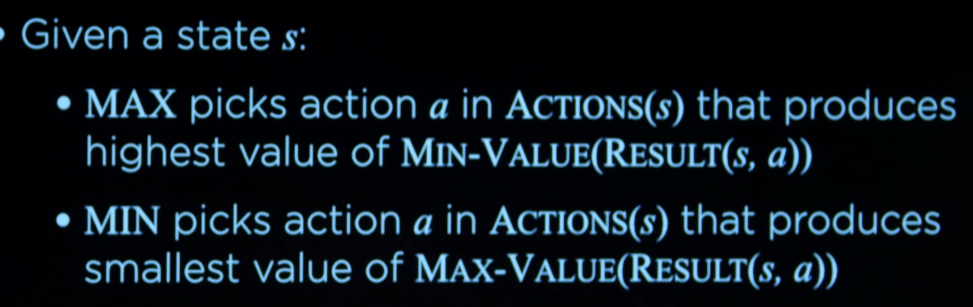 • Given a state s:
• MAX picks action a in ACTIONS(s) that produces
highest value of MIN-VALUE(RESULT(s, a))
• MIN picks action a in ACTIONS(s) that produces
smallest value of MAX-VALUE(RESULT(s, a))